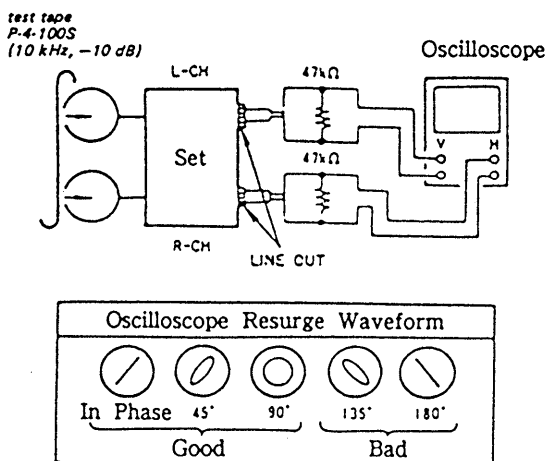 test tape
P-4-100S
(10 kHz, −10 dB)
Oscilloscope
L-CH
47kΩ
Set
V H
47kΩ
R-CH
LINE OUT
Oscilloscope Resurge Waveform
In Phase 45° 90° 135° 180°
Good Bad